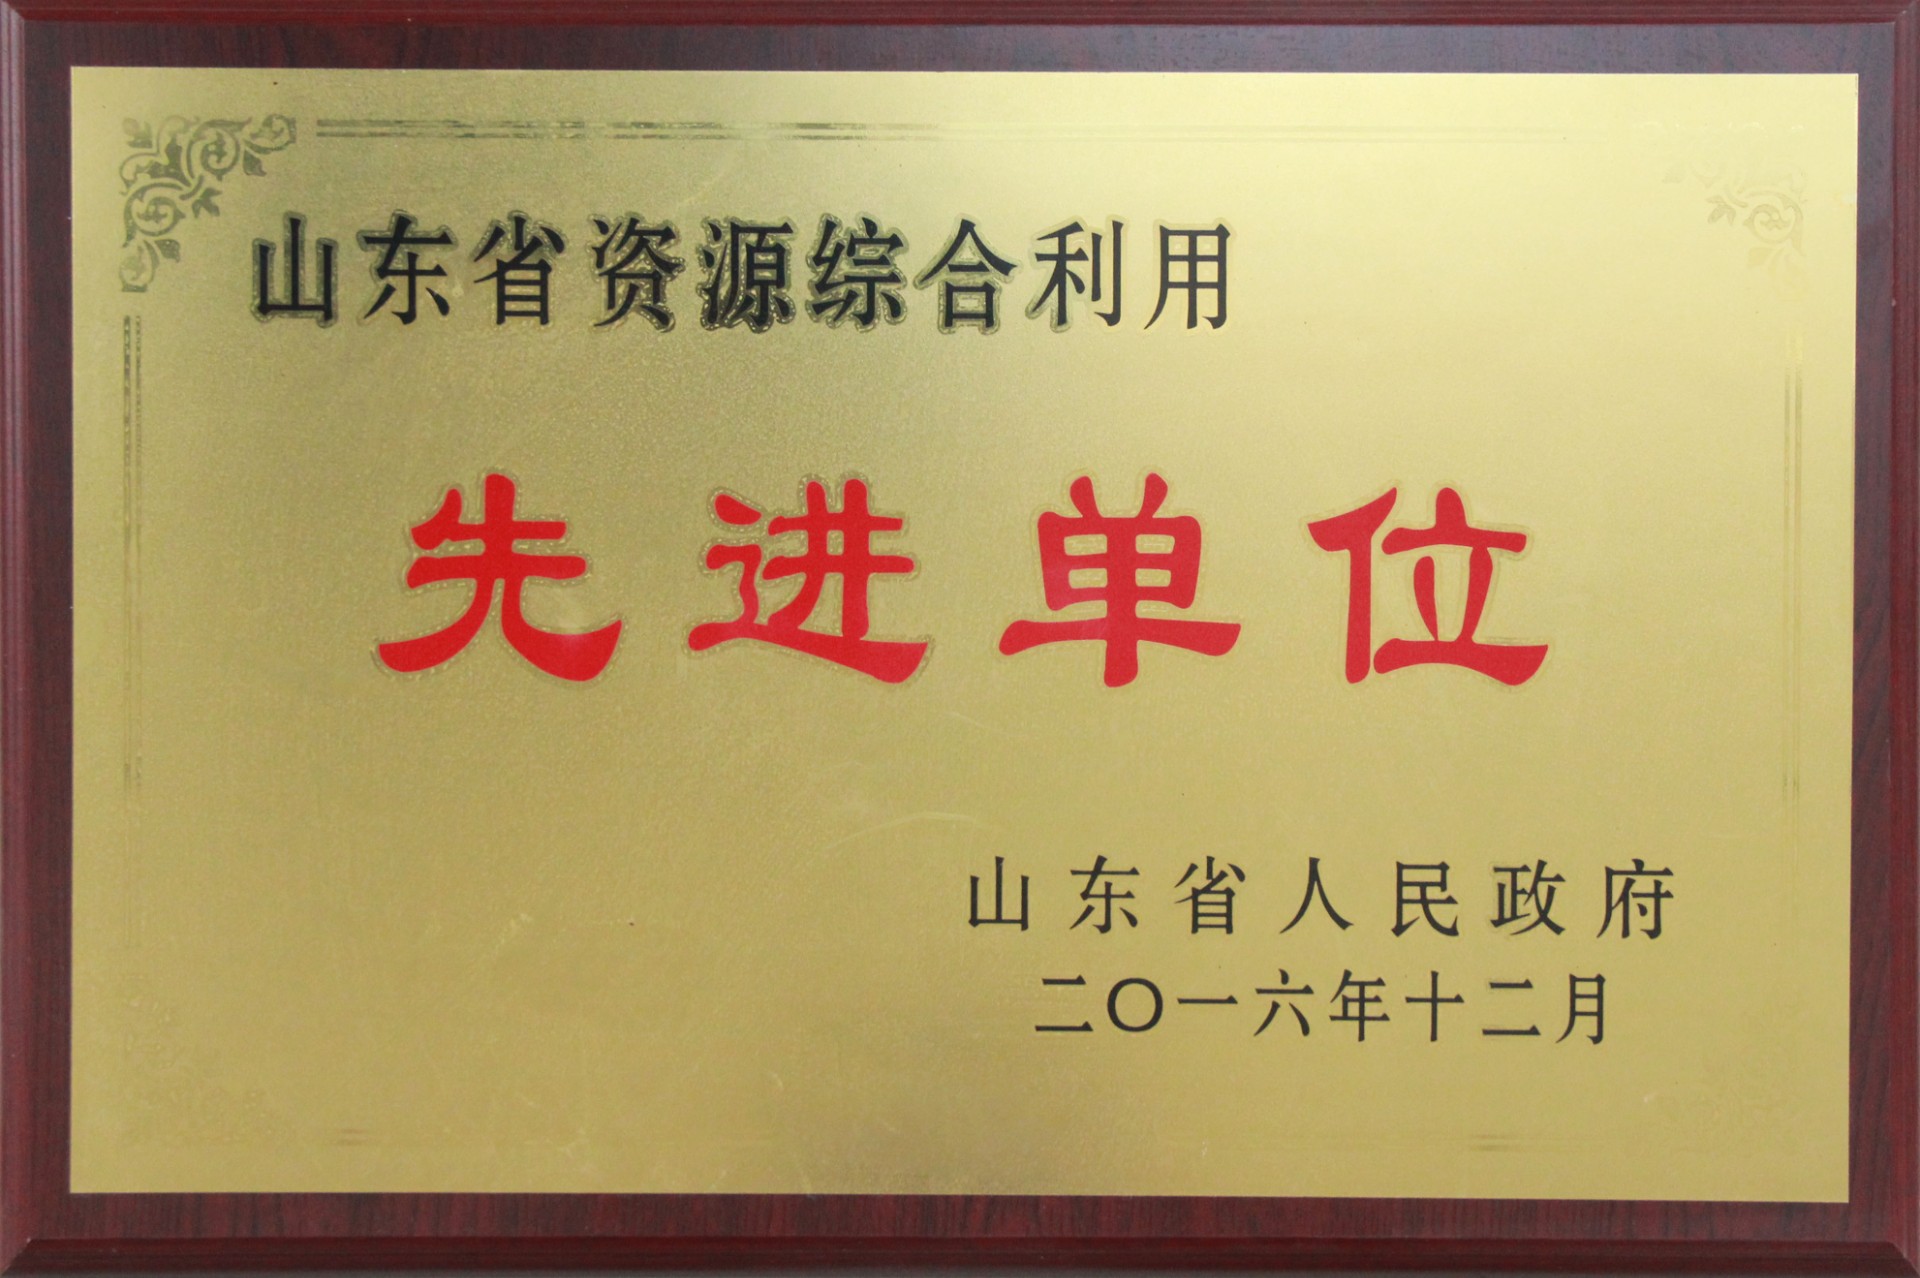 山东省资源综合利用
先进单位
山东省人民政府
二〇一六年十二月